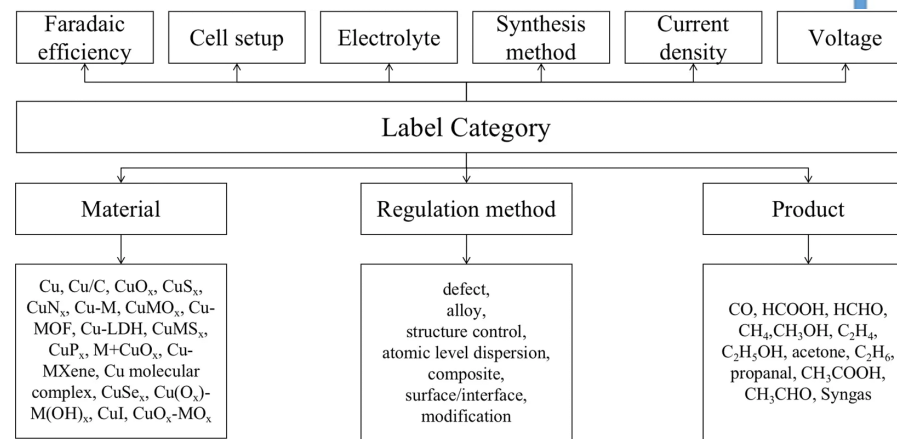 Faradaic
efficiency
Cell setup
Electrolyte
Synthesis
method
Current
density
Voltage
Label Category
Material
Regulation method
Product
Cu, Cu/C, CuOₓ, CuSₓ,
CuNₓ, Cu-M, CuMOₓ, Cu-
MOF, Cu-LDH, CuMSₓ,
CuPₓ, M+CuOₓ, Cu-
MXene, Cu molecular
complex, CuSeₓ, Cu(Oₓ)-
M(OH)ₓ, CuI, CuOₓ-MOₓ
defect,
alloy,
structure control,
atomic level dispersion,
composite,
surface/interface,
modification
CO, HCOOH, HCHO,
CH₄,CH₃OH, C₂H₄,
C₂H₅OH, acetone, C₂H₆,
propanal, CH₃COOH,
CH₃CHO, Syngas